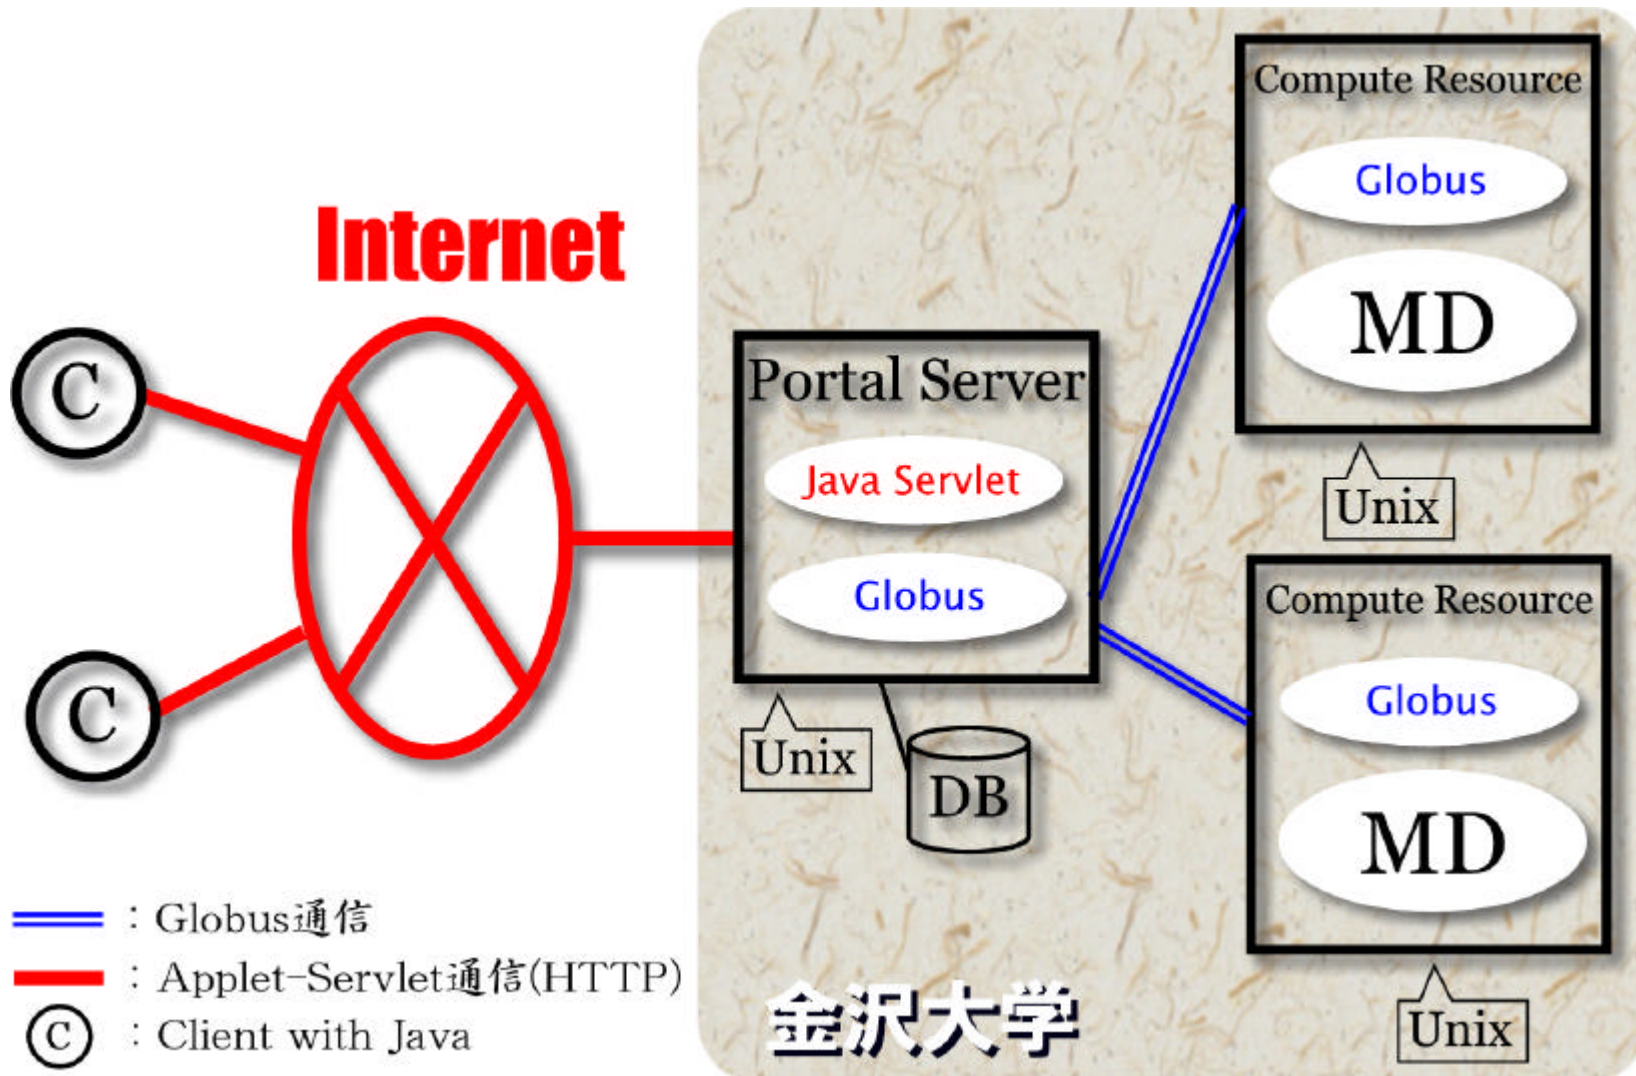 Internet
C
C
Portal Server
Java Servlet
Globus
Unix
DB
Compute Resource
Globus
MD
Unix
Compute Resource
Globus
MD
Unix
：Globus通信
：Applet-Servlet通信(HTTP)
C ：Client with Java
金沢大学